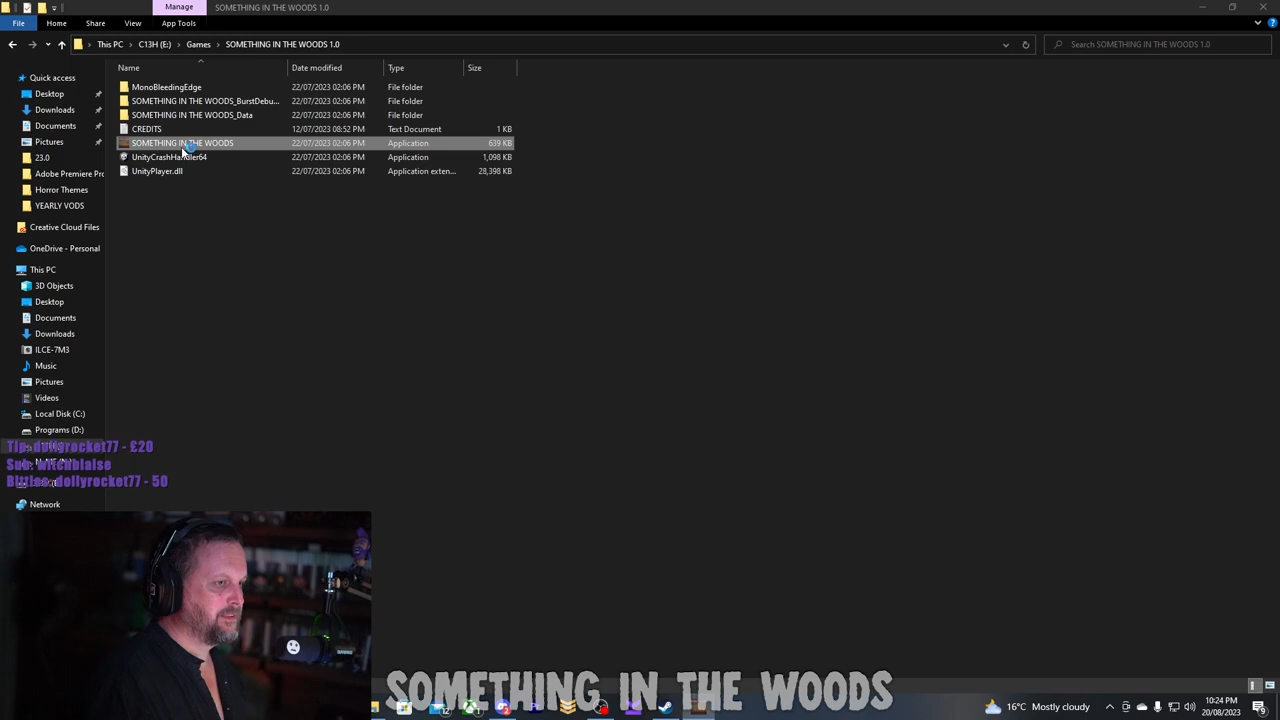 Manage
SOMETHING IN THE WOODS 1.0
File
Home
Share
View
App Tools
This PC
C13H (E:)
Games
SOMETHING IN THE WOODS 1.0
Search SOMETHING IN THE WOODS 1.0
Name
Date modified
Type
Size
MonoBleedingEdge
22/07/2023 02:06 PM
File folder
SOMETHING IN THE WOODS_BurstDebu...
22/07/2023 02:06 PM
File folder
SOMETHING IN THE WOODS_Data
22/07/2023 02:06 PM
File folder
CREDITS
12/07/2023 08:52 PM
Text Document
1 KB
SOMETHING IN THE WOODS
22/07/2023 02:06 PM
Application
639 KB
UnityCrashHandler64
22/07/2023 02:06 PM
Application
1,098 KB
UnityPlayer.dll
22/07/2023 02:06 PM
Application exten...
28,398 KB
Quick access
Desktop
Downloads
Documents
Pictures
23.0
Adobe Premiere Pro
Horror Themes
YEARLY VODS
Creative Cloud Files
OneDrive - Personal
This PC
3D Objects
Desktop
Documents
Downloads
ILCE-7M3
Music
Pictures
Videos
Local Disk (C:)
Programs (D:)
Tip: dollyrocket77 - £20
Sub: witchblaise
Bitties: dollyrocket77 - 50
Network
SOMETHING IN THE WOODS
16°C Mostly cloudy
10:24 PM
20/08/2023